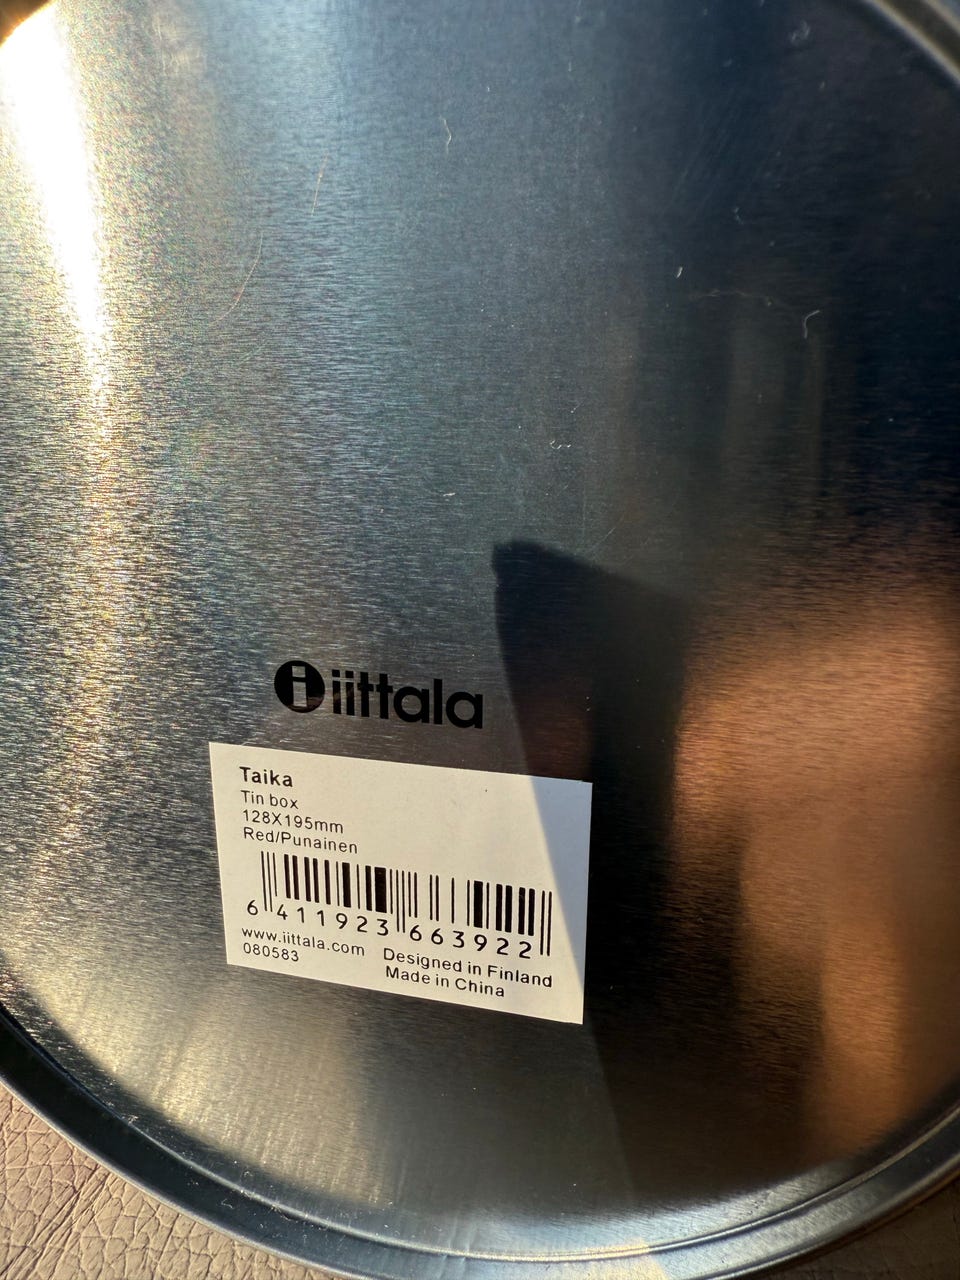 i iittala
Taika
Tin box
128X195mm
Red/Punainen
6 411923 663922
www.iittala.com
080583
Designed in Finland
Made in China